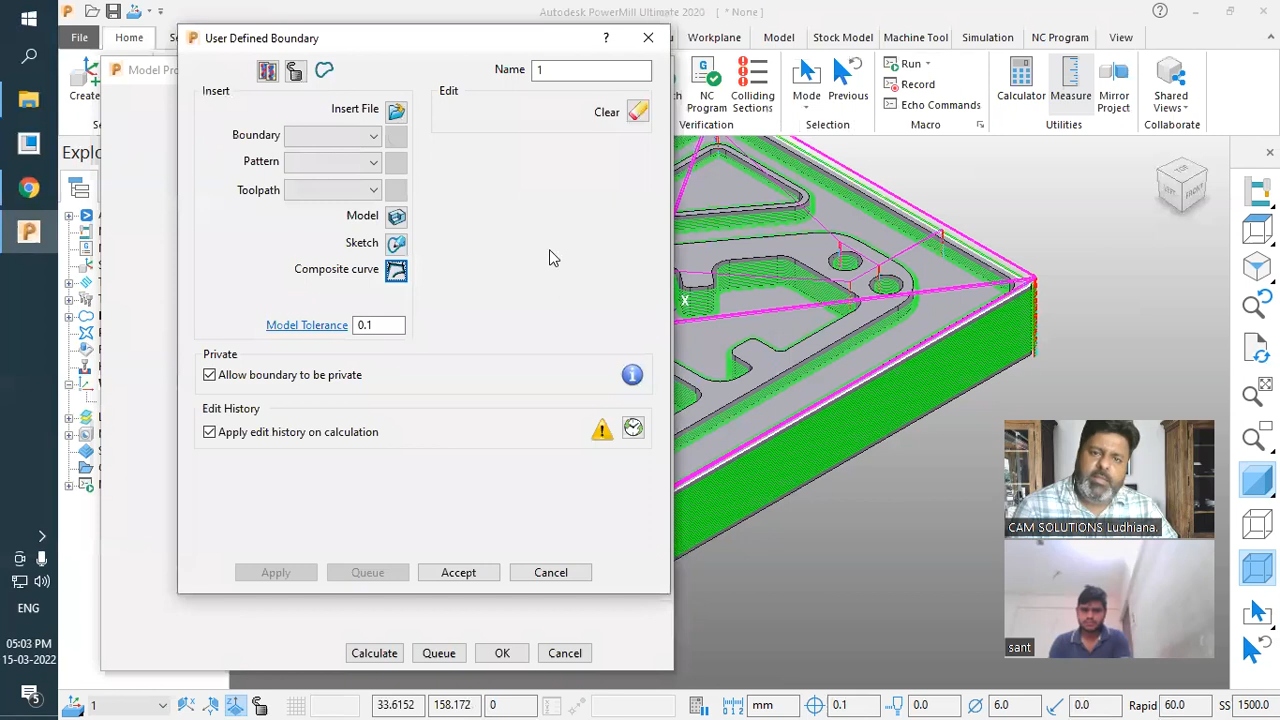 Autodesk PowerMill Ultimate 2020 [ * None ]
File Home Workplane Model Stock Model Machine Tool Simulation NC Program View
User Defined Boundary
?
Model Pro
Create
NC Program
Colliding Sections
Verification
Mode
Previous
Selection
Run
Record
Echo Commands
Macro
Calculator
Measure
Mirror Project
Utilities
Shared Views
Collaborate
Name 1
Insert
Insert File
Boundary
Pattern
Toolpath
Model
Sketch
Composite curve
Model Tolerance 0.1
Edit
Clear
Private
Allow boundary to be private
Edit History
Apply edit history on calculation
Apply Queue Accept Cancel
Calculate Queue OK Cancel
Explo
TOP
FRONT
X
CAM SOLUTIONS Ludhiana.
sant
ENG
05:03 PM
15-03-2022
5
1 33.6152 158.172 0 mm 0.1 0.0 6.0 0.0 Rapid 60.0 SS 1500.0